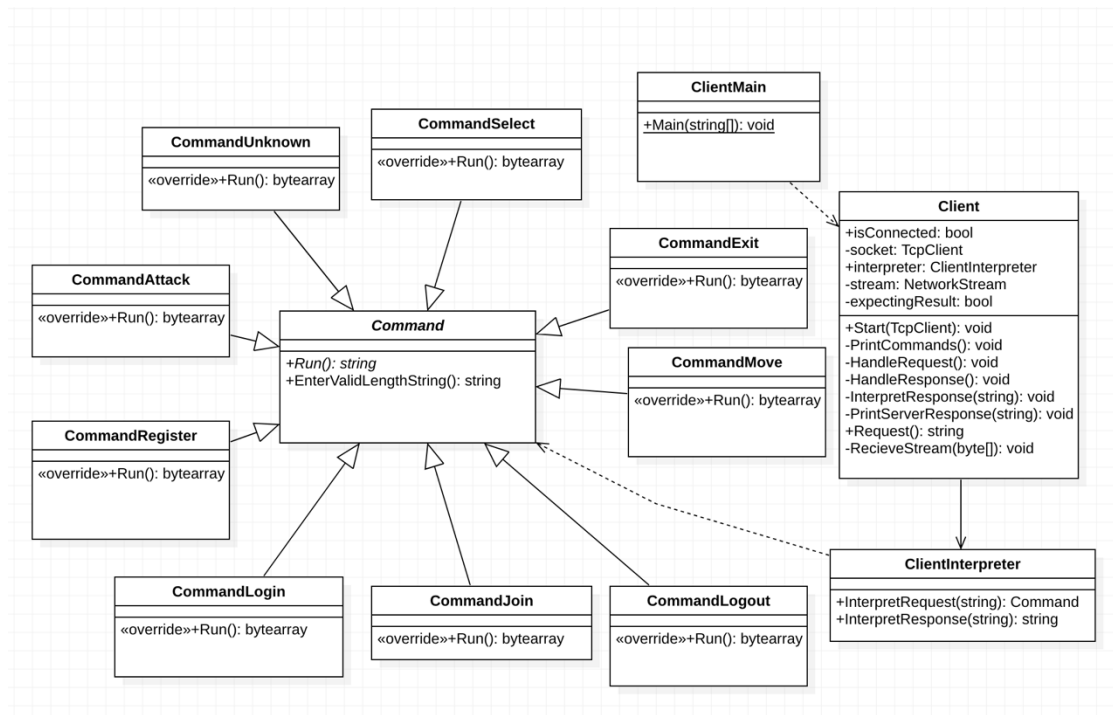 ClientMain
+Main(string[]): void
CommandSelect
«override»+Run(): bytearray
CommandUnknown
«override»+Run(): bytearray
Client
+isConnected: bool
-socket: TcpClient
+interpreter: ClientInterpreter
-stream: NetworkStream
-expectingResult: bool
+Start(TcpClient): void
-PrintCommands(): void
-HandleRequest(): void
-HandleResponse(): void
-InterpretResponse(string): void
-PrintServerResponse(string): void
+Request(): string
-RecieveStream(byte[]): void
CommandExit
«override»+Run(): bytearray
CommandAttack
«override»+Run(): bytearray
Command
+Run(): string
+EnterValidLengthString(): string
CommandMove
«override»+Run(): bytearray
CommandRegister
«override»+Run(): bytearray
ClientInterpreter
+InterpretRequest(string): Command
+InterpretResponse(string): string
CommandLogin
«override»+Run(): bytearray
CommandJoin
«override»+Run(): bytearray
CommandLogout
«override»+Run(): bytearray